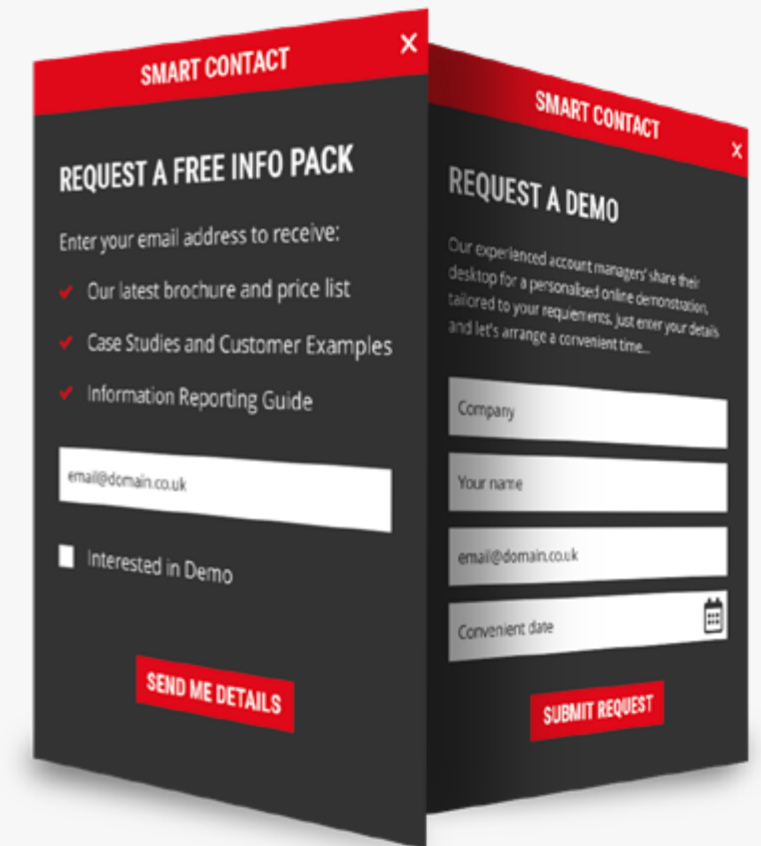 SMART CONTACT
X
REQUEST A FREE INFO PACK
Enter your email address to receive:
Our latest brochure and price list
Case Studies and Customer Examples
Information Reporting Guide
email@domain.co.uk
Interested in Demo
SEND ME DETAILS
SMART CONTACT
X
REQUEST A DEMO
Our experienced account managers' share their
desktop for a personalised online demonstration,
tailored to your requiements. Just enter your details
and let's arrange a convenient time...
Company
Your name
email@domain.co.uk
Convenient date
SUBMIT REQUEST